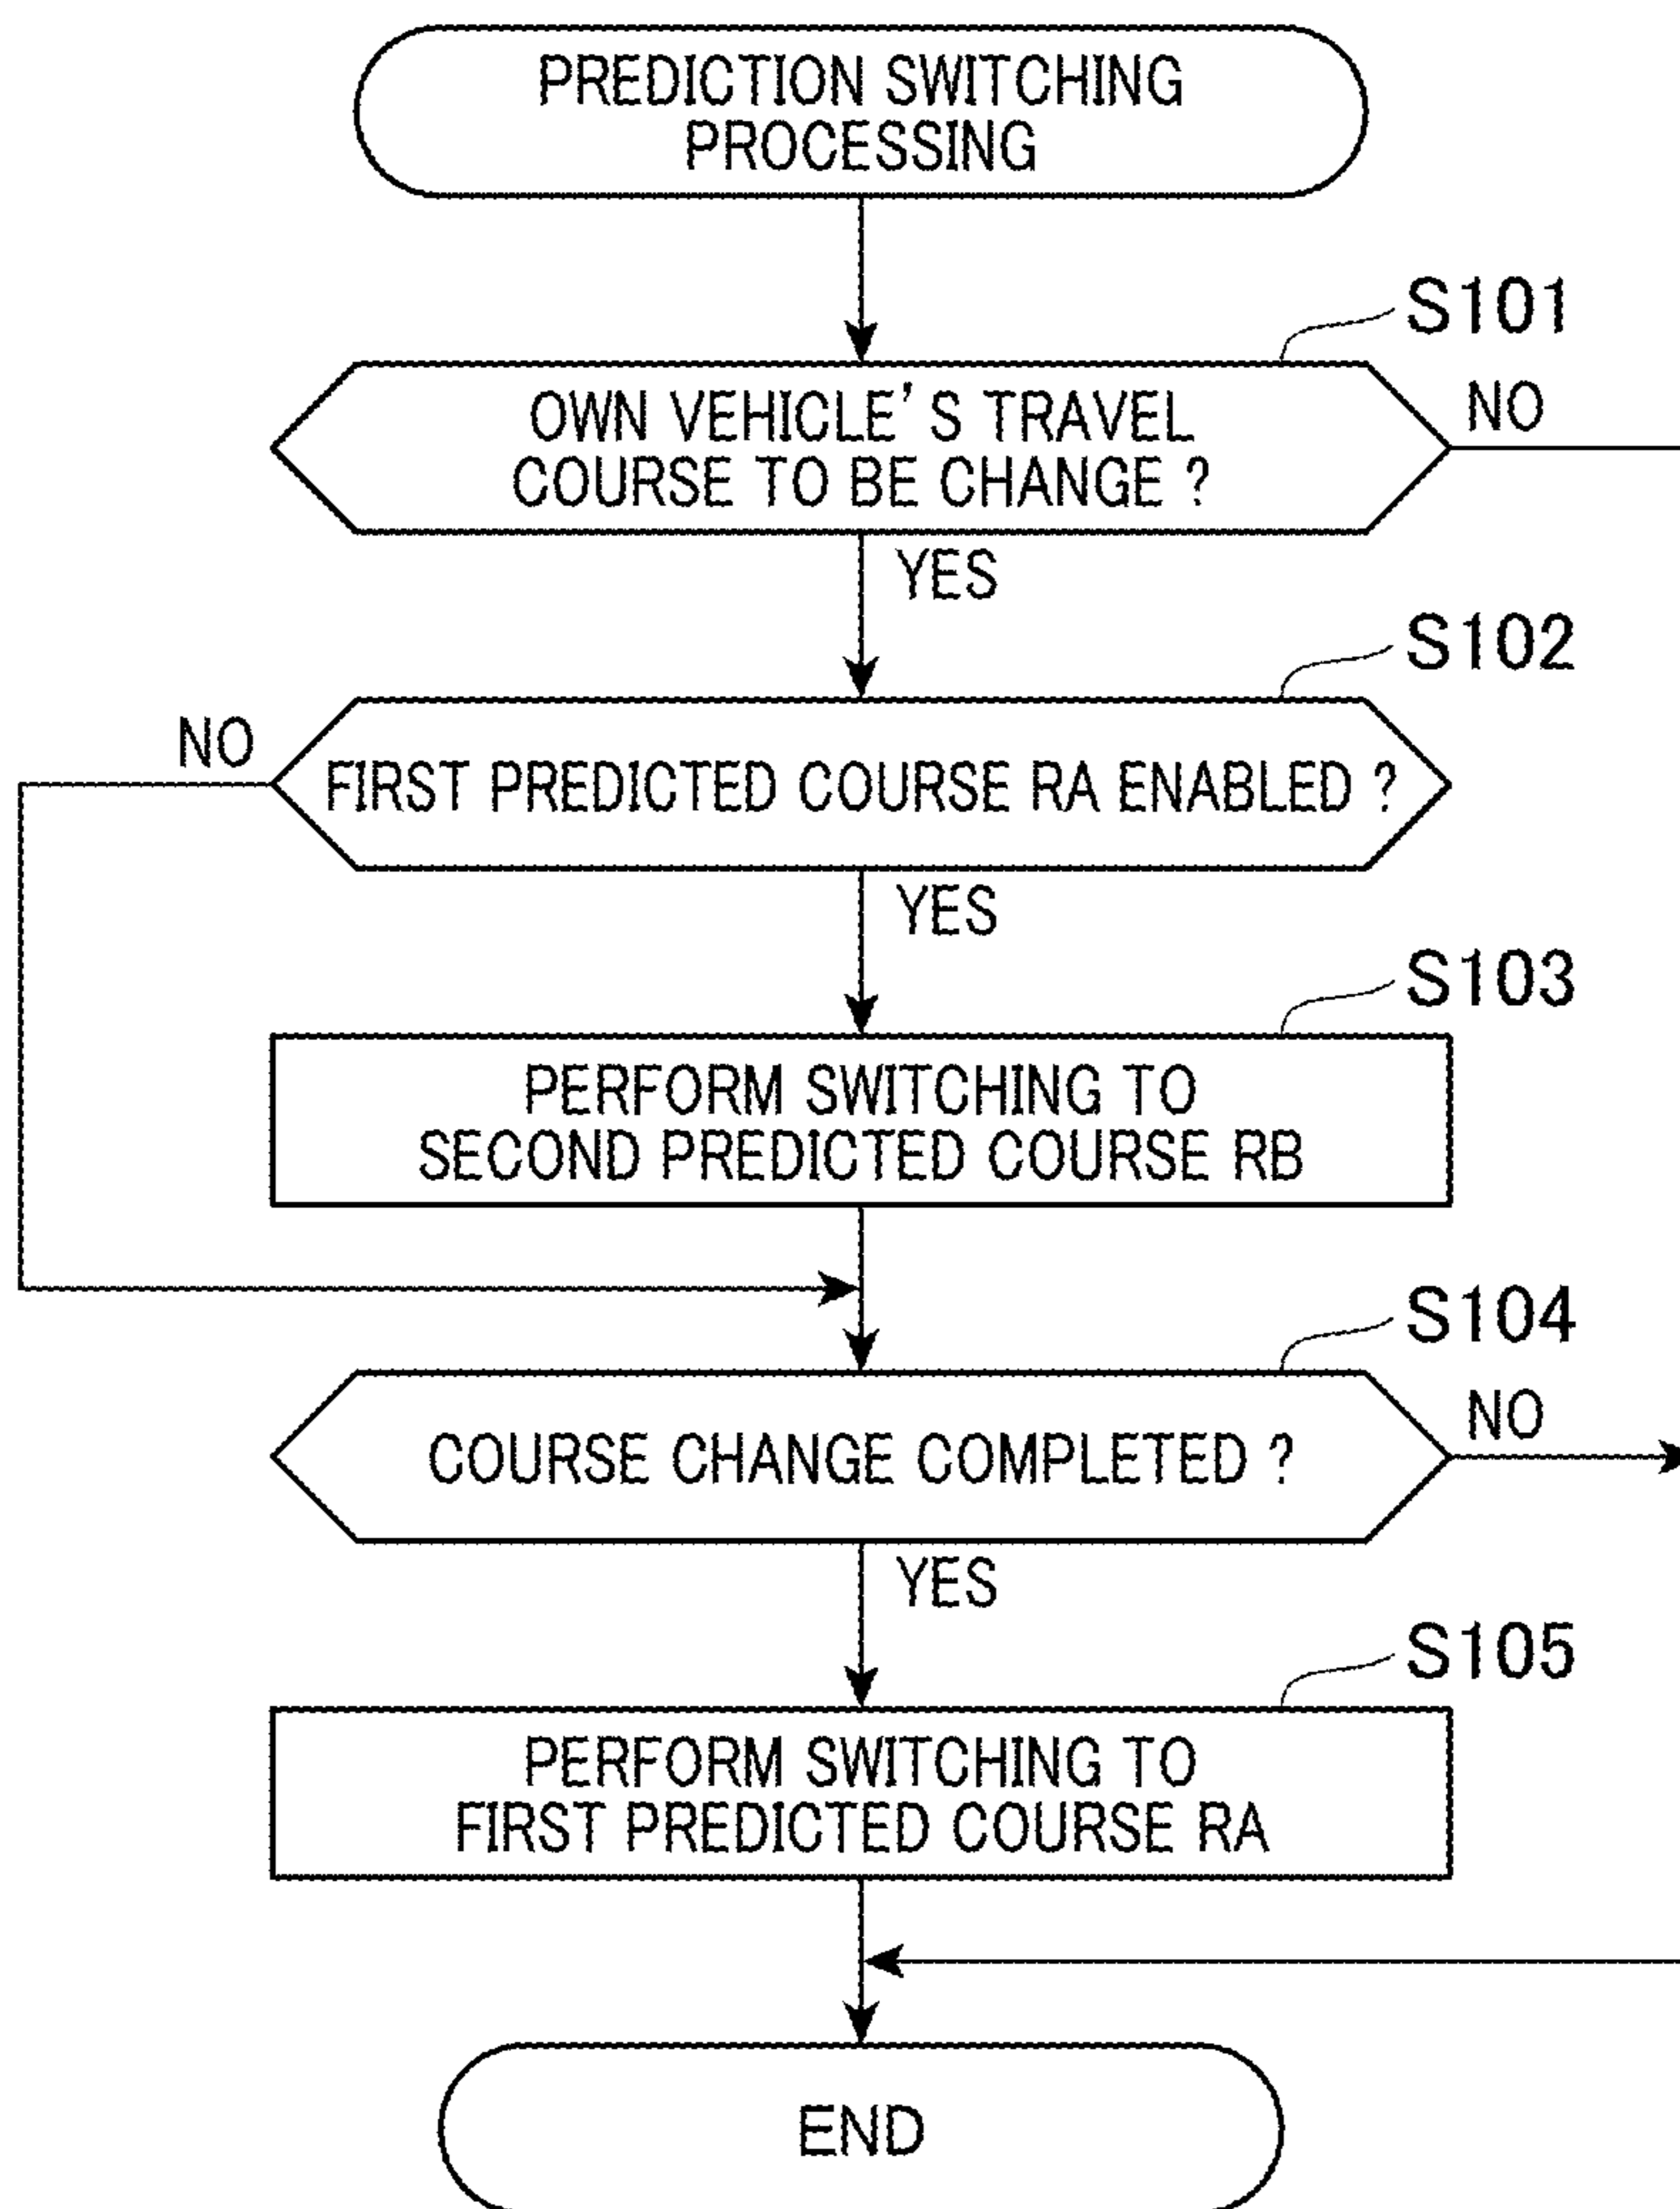 PREDICTION SWITCHING
PROCESSING
S101
OWN VEHICLE'S TRAVEL
COURSE TO BE CHANGE ?
NO
YES
S102
NO
FIRST PREDICTED COURSE RA ENABLED ?
YES
S103
PERFORM SWITCHING TO
SECOND PREDICTED COURSE RB
S104
COURSE CHANGE COMPLETED ?
NO
YES
S105
PERFORM SWITCHING TO
FIRST PREDICTED COURSE RA
END